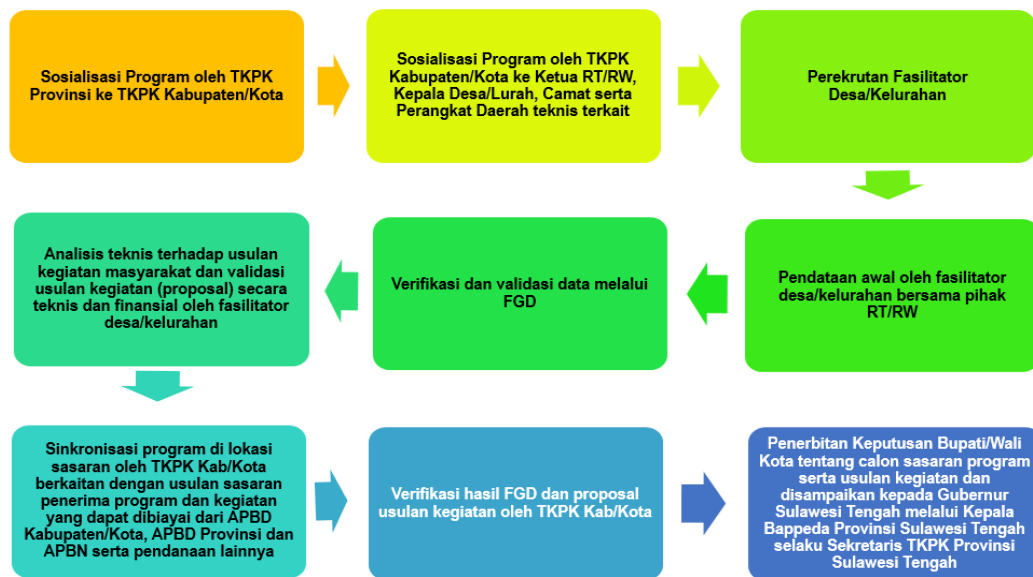 Sosialisasi Program oleh TKPK
Provinsi ke TKPK Kabupaten/Kota
Sosialisasi Program oleh TKPK
Kabupaten/Kota ke Ketua RT/RW,
Kepala Desa/Lurah, Camat serta
Perangkat Daerah teknis terkait
Perekrutan Fasilitator
Desa/Kelurahan
Pendataan awal oleh fasilitator
desa/kelurahan bersama pihak
RT/RW
Verifikasi dan validasi data melalui
FGD
Analisis teknis terhadap usulan
kegiatan masyarakat dan validasi
usulan kegiatan (proposal) secara
teknis dan finansial oleh fasilitator
desa/kelurahan
Sinkronisasi program di lokasi
sasaran oleh TKPK Kab/Kota
berkaitan dengan usulan sasaran
penerima program dan kegiatan
yang dapat dibiayai dari APBD
Kabupaten/Kota, APBD Provinsi dan
APBN serta pendanaan lainnya
Verifikasi hasil FGD dan proposal
usulan kegiatan oleh TKPK Kab/Kota
Penerbitan Keputusan Bupati/Wali
Kota tentang calon sasaran program
serta usulan kegiatan dan
disampaikan kepada Gubernur
Sulawesi Tengah melalui Kepala
Bappeda Provinsi Sulawesi Tengah
selaku Sekretaris TKPK Provinsi
Sulawesi Tengah